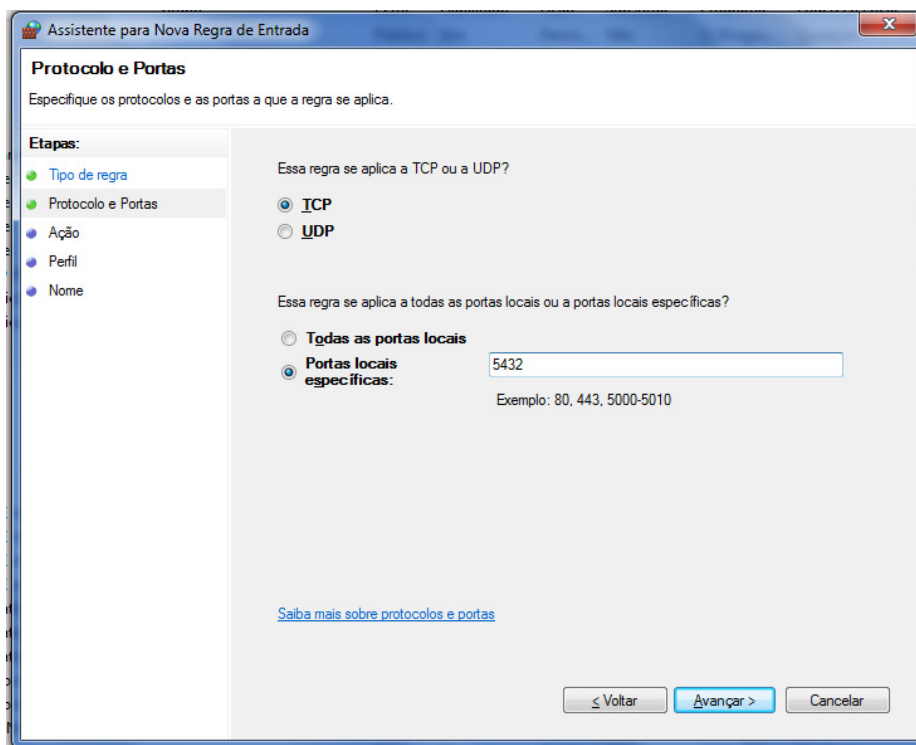 Assistente para Nova Regra de Entrada
Protocolo e Portas
Especifique os protocolos e as portas a que a regra se aplica.
Etapas:
Tipo de regra
Protocolo e Portas
Ação
Perfil
Nome
Essa regra se aplica a TCP ou a UDP?
TCP
UDP
Essa regra se aplica a todas as portas locais ou a portas locais específicas?
Todas as portas locais
Portas locais
específicas:
5432
Exemplo: 80, 443, 5000-5010
Saiba mais sobre protocolos e portas
< Voltar
Avançar >
Cancelar